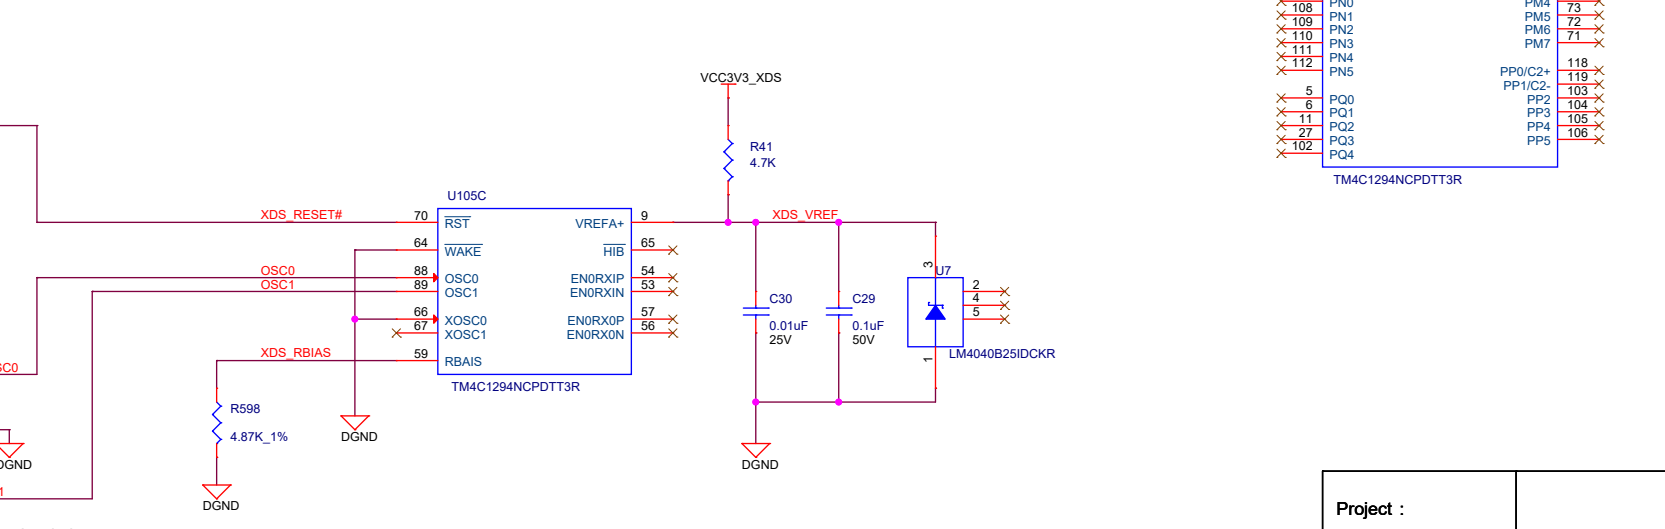 108 PN0 PM4 73
109 PN1 PM5 72
110 PN2 PM6 71
111 PN3 PM7
112 PN4
PN5 PP0/C2+ 118
PP1/C2- 119
5 PQ0 PP2 103
6 PQ1 PP3 104
11 PQ2 PP4 105
27 PQ3 PP5 106
102 PQ4
TM4C1294NCPDTT3R
VCC3V3_XDS
R41
4.7K
U105C
XDS_RESET# 70 RST VREFA+ 9 XDS_VREF
64 WAKE HIB 65
OSC0 88 OSC0 EN0RXIP 54
OSC1 89 OSC1 EN0RXIN 53
66 XOSC0 EN0RX0P 57
67 XOSC1 EN0RX0N 56
XDS_RBIAS 59 RBAIS
TM4C1294NCPDTT3R
C30
0.01uF
25V
C29
0.1uF
50V
3 U7
2
4
5
1
LM4040B25IDCKR
R598
4.87K_1%
DGND
DGND
DGND
DGND
Project :